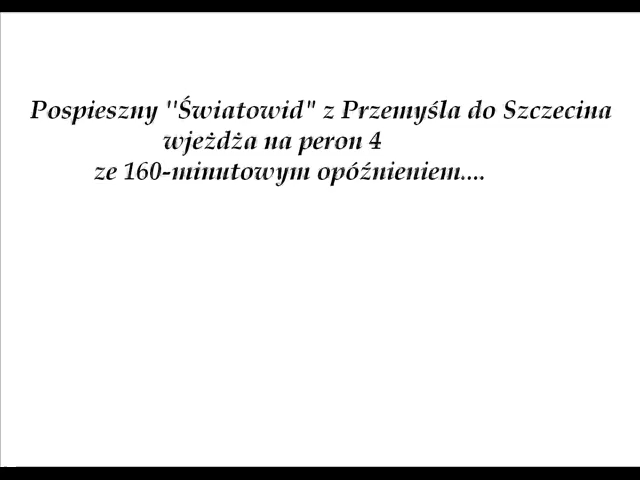 Pospieszny "Światowid" z Przemyśla do Szczecina
wjeżdża na peron 4
ze 160-minutowym opóźnieniem....